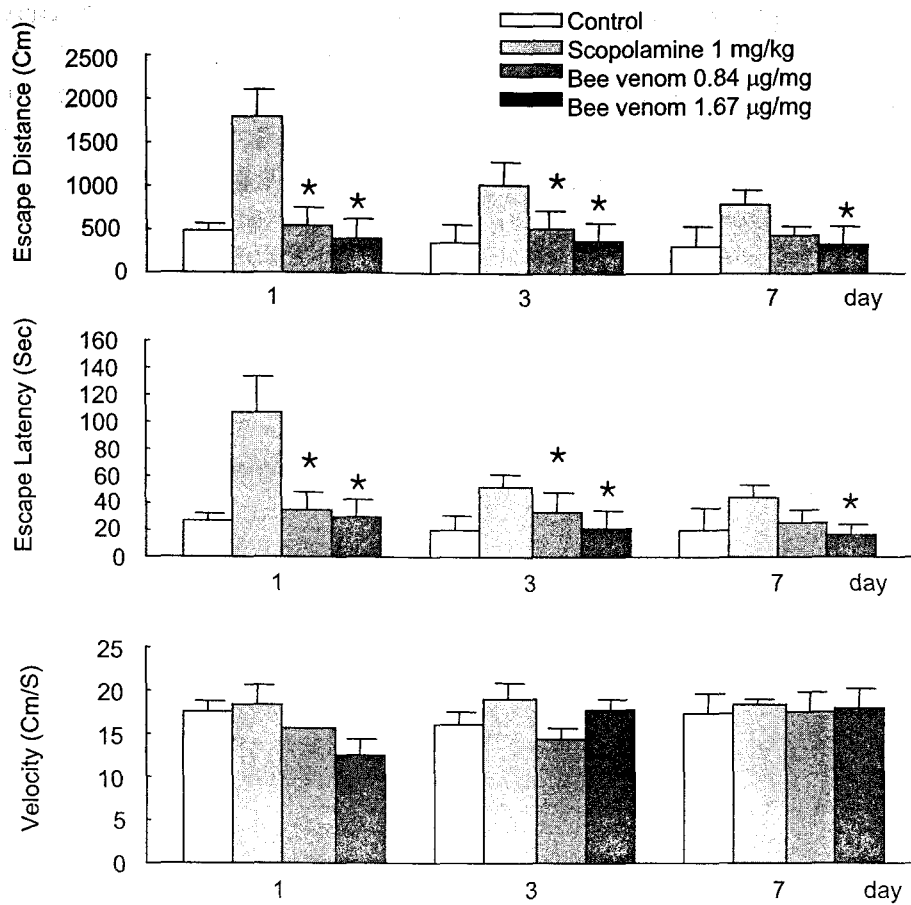 Control
Scopolamine 1 mg/kg
Bee venom 0.84 μg/mg
Bee venom 1.67 μg/mg
Escape Distance (Cm)
2500
2000
1500
1000
500
0
* * * * *
1 3 7 day
Escape Latency (Sec)
160
140
120
100
80
60
40
20
0
* * * * *
1 3 7 day
Velocity (Cm/S)
25
20
15
10
5
0
1 3 7 day